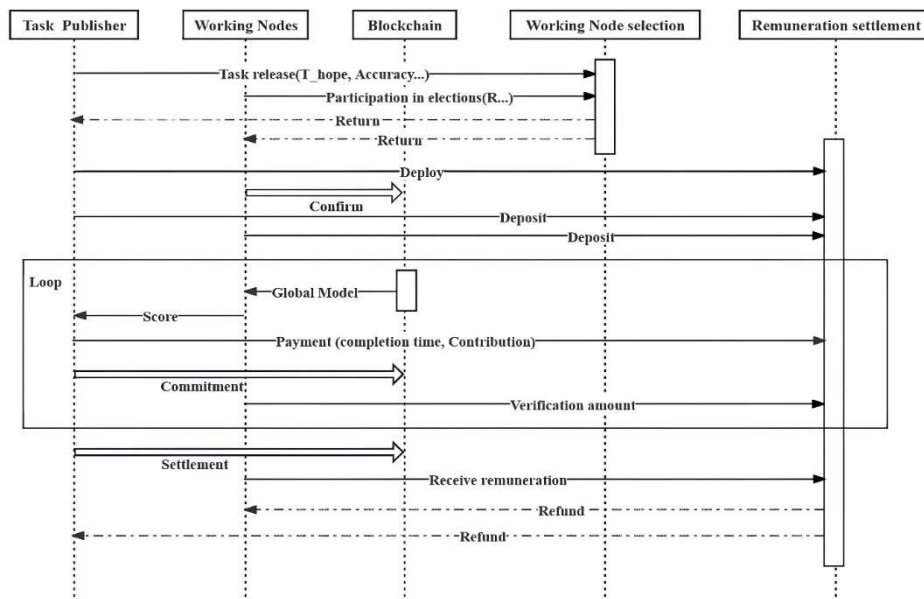 Task Publisher
Working Nodes
Blockchain
Working Node selection
Remuneration settlement
Task release(T_hope, Accuracy...)
Participation in elections(R...)
Return
Return
Deploy
Confirm
Deposit
Deposit
Loop
Global Model
Score
Payment (completion time, Contribution)
Commitment
Verification amount
Settlement
Receive remuneration
Refund
Refund